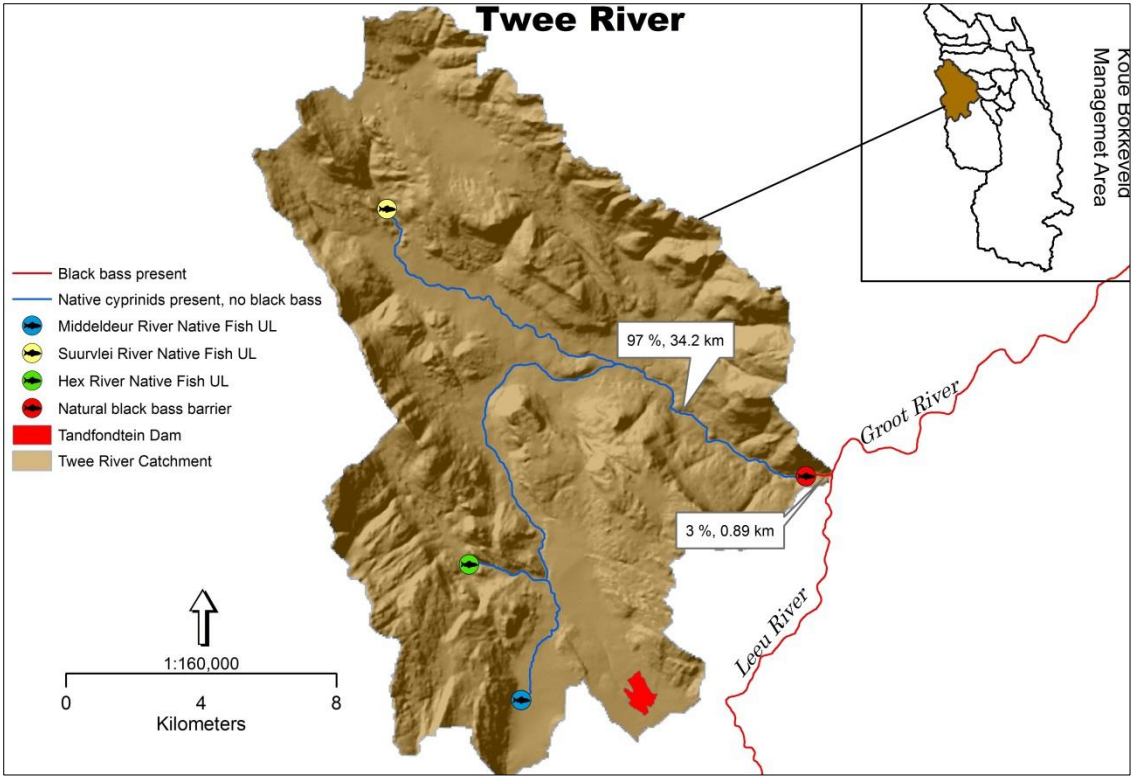 Twee River
Koue Bokkeveld
Managemet Area
Black bass present
Native cyprinids present, no black bass
Middeldeur River Native Fish UL
Suurvlei River Native Fish UL
Hex River Native Fish UL
Natural black bass barrier
Tandfondtein Dam
Twee River Catchment
97 %, 34.2 km
Groot River
3 %, 0.89 km
Leeu River
1:160,000
0 4 8
Kilometers